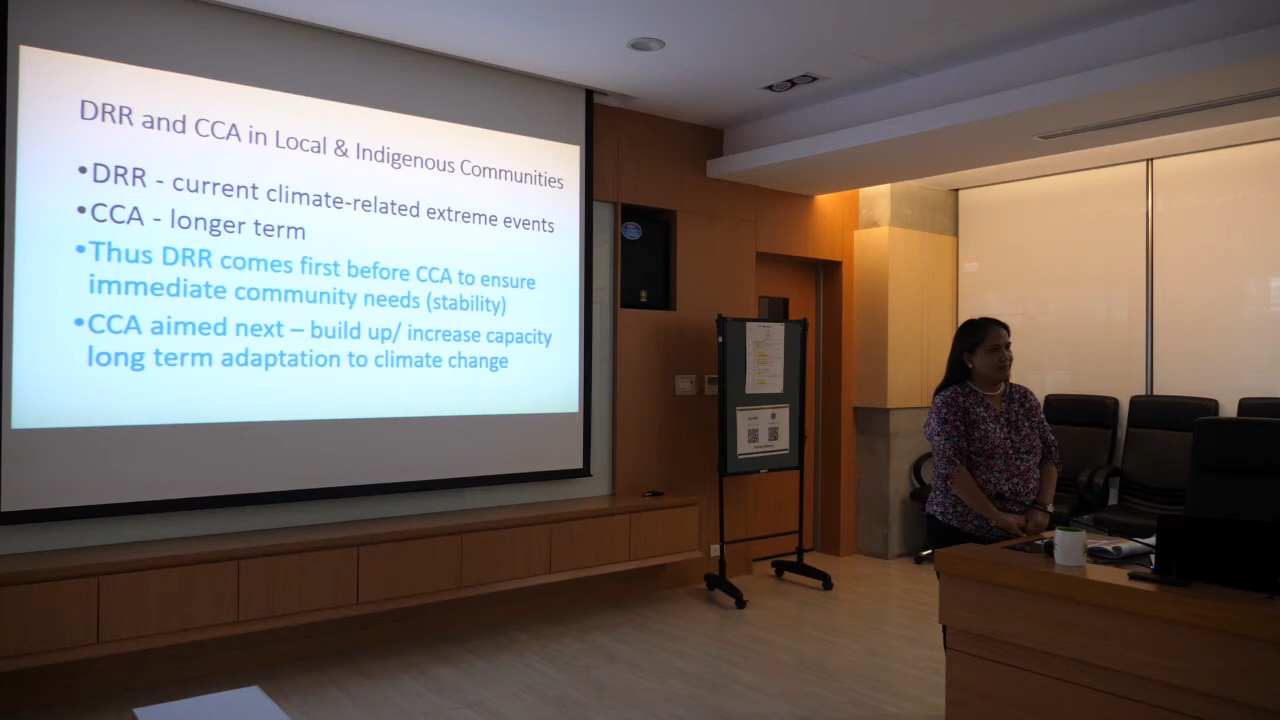 DRR and CCA in Local & Indigenous Communities
•DRR - current climate-related extreme events
•CCA - longer term
•Thus DRR comes first before CCA to ensure
immediate community needs (stability)
•CCA aimed next – build up/ increase capacity
long term adaptation to climate change